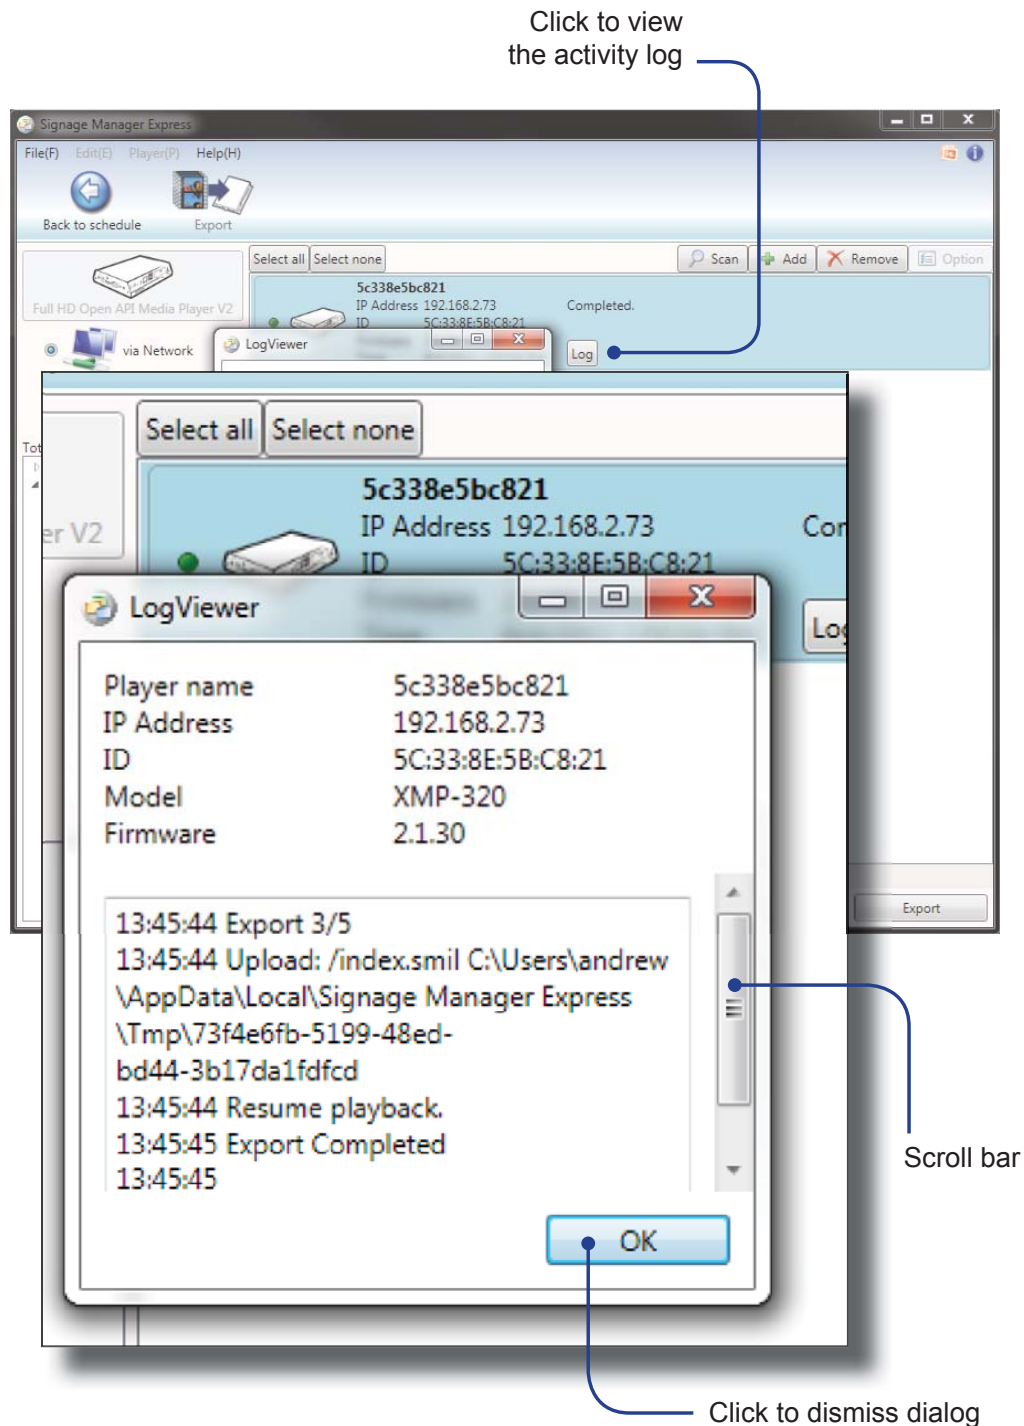 Click to view
the activity log
Signage Manager Express
File(F) Edit(E) Player(P) Help(H)
Back to schedule Export
Select all Select none Scan Add Remove Option
Full HD Open API Media Player V2
5c338e5bc821
IP Address 192.168.2.73 Completed.
ID 5C:33:8E:5B:C8:21
via Network
LogViewer
Log
Select all Select none
5c338e5bc821
er V2 IP Address 192.168.2.73
ID 5C:33:8E:5B:C8:21
LogViewer
Player name 5c338e5bc821
IP Address 192.168.2.73
ID 5C:33:8E:5B:C8:21
Model XMP-320
Firmware 2.1.30
13:45:44 Export 3/5
13:45:44 Upload: /index.smil C:\Users\andrew
\AppData\Local\Signage Manager Express
\Tmp\73f4e6fb-5199-48ed-
bd44-3b17da1fdfcd
13:45:44 Resume playback.
13:45:45 Export Completed
13:45:45
OK
Export
Scroll bar
Click to dismiss dialog